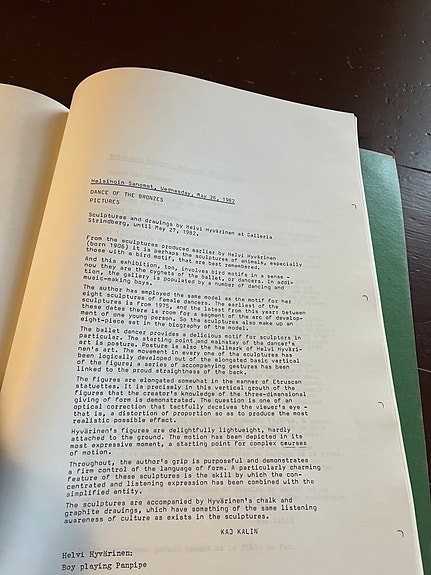 Helsingin Sanomat, Wednesday, May 26, 1982
DANCE OF THE BRONZES
PICTURES
Sculptures and drawings by Helvi Hyvärinen at Galleria
Strindberg, until May 27, 1982.
From the sculptures produced earlier by Helvi Hyvärinen
(born 1906) it is perhaps the sculptures of animals, especially
those with a bird motif, that are best remembered.
And this exhibition, too, involves bird motifs in a sense -
now they are the cygnets of the ballet, or dancers. In addi-
tion, the gallery is populated by a number of dancing and
music-making boys.
The author has employed the same model as the motif for her
eight sculptures of female dancers. The earliest of the
sculptures is from 1975, and the latest from this year: between
these dates there is room for a segment of the arc of develop-
ment of one young person. So the sculptures also make up an
eight-piece set in the biography of the model.
The ballet dancer provides a delicious motif for sculptors in
particular. The starting point and mainstay of the dancer's
art is posture. Posture is also the hallmark of Helvi Hyväri-
nen's art. The movement in every one of the sculptures has
been logically developed out of the elongated basic vertical
of the figure; a series of accompanying gestures has been
linked to the proud straightness of the back.
The figures are elongated somewhat in the manner of Etruscan
statuettes. It is precisely in this vertical growth of the
figures that the creator's knowledge of the three-dimensional
giving of form is demonstrated. The question is one of an
optical correction that tactfully deceives the viewer's eye -
that is, a distortion of proportion so as to produce the most
realistic possible effect.
Hyvärinen's figures are delightfully lightweight, hardly
attached to the ground. The motion has been depicted in its
most expressive moment, a starting point for complex courses
of motion.
Throughout, the author's grip is purposeful and demonstrates
a firm control of the language of form. A particularly charming
feature of these sculptures is the skill by which the con-
centrated and listening expression has been combined with the
simplified entity.
The sculptures are accompanied by Hyvärinen's chalk and
graphite drawings, which have something of the same listening
awareness of culture as exists in the sculptures.
KAJ KALIN
Helvi Hyvärinen:
Boy playing Panpipe